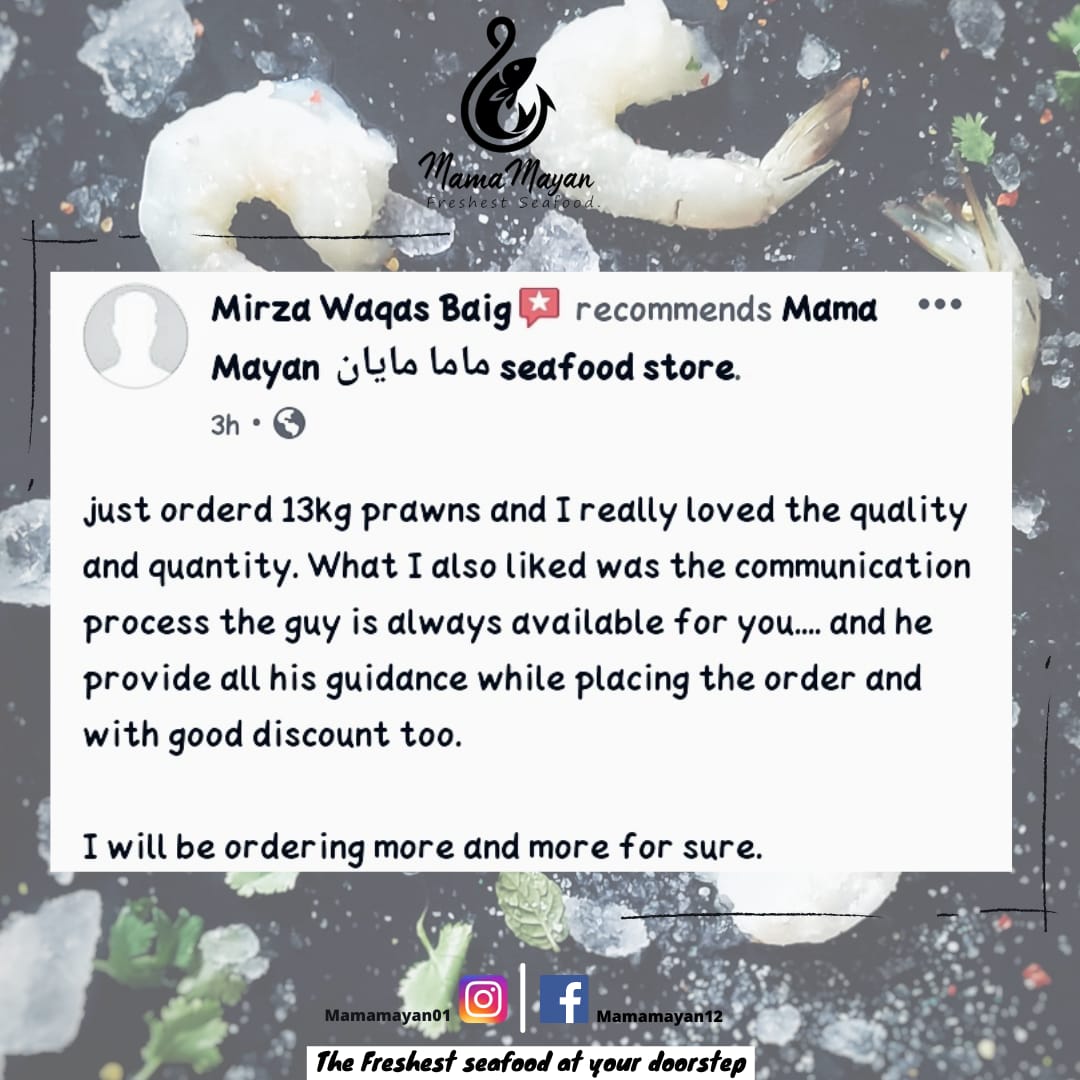 Mama Mayan
Freshest Seafood.
Mirza Waqas Baig recommends Mama
Mayan ماما مایان seafood store.
3h •
just orderd 13kg prawns and I really loved the quality
and quantity. What I also liked was the communication
process the guy is always available for you.... and he
provide all his guidance while placing the order and
with good discount too.
I will be ordering more and more for sure.
Mamamayan01 | Mamamayan12
The Freshest seafood at your doorstep